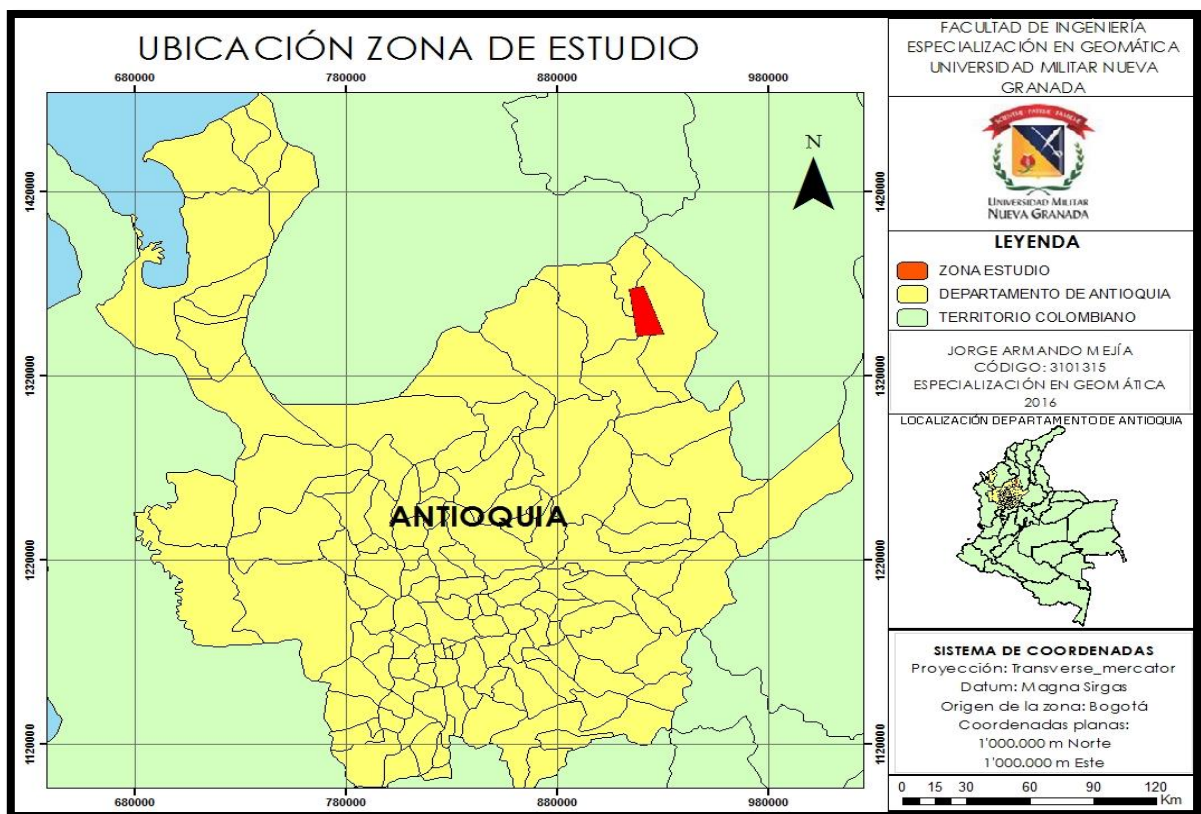 UBICACIÓN ZONA DE ESTUDIO
680000 780000 880000 980000
1420000 1420000
1320000 1320000
1220000 1220000
1120000 1120000
N
ANTIOQUIA
680000 780000 880000 980000
FACULTAD DE INGENIERÍA
ESPECIALIZACIÓN EN GEOMÁTICA
UNIVERSIDAD MILITAR NUEVA
GRANADA
UNIVERSIDAD MILITAR
NUEVA GRANADA
LEYENDA
ZONA ESTUDIO
DEPARTAMENTO DE ANTIOQUIA
TERRITORIO COLOMBIANO
JORGE ARMANDO MEJÍA
CÓDIGO: 3101315
ESPECIALIZACIÓN EN GEOMÁTICA
2016
LOCALIZACIÓN DEPARTAMENTO DE ANTIOQUIA
SISTEMA DE COORDENADAS
Proyección: Transverse_mercator
Datum: Magna Sirgas
Origen de la zona: Bogotá
Coordenadas planas:
1'000.000 m Norte
1'000.000 m Este
0 15 30 60 90 120
Km